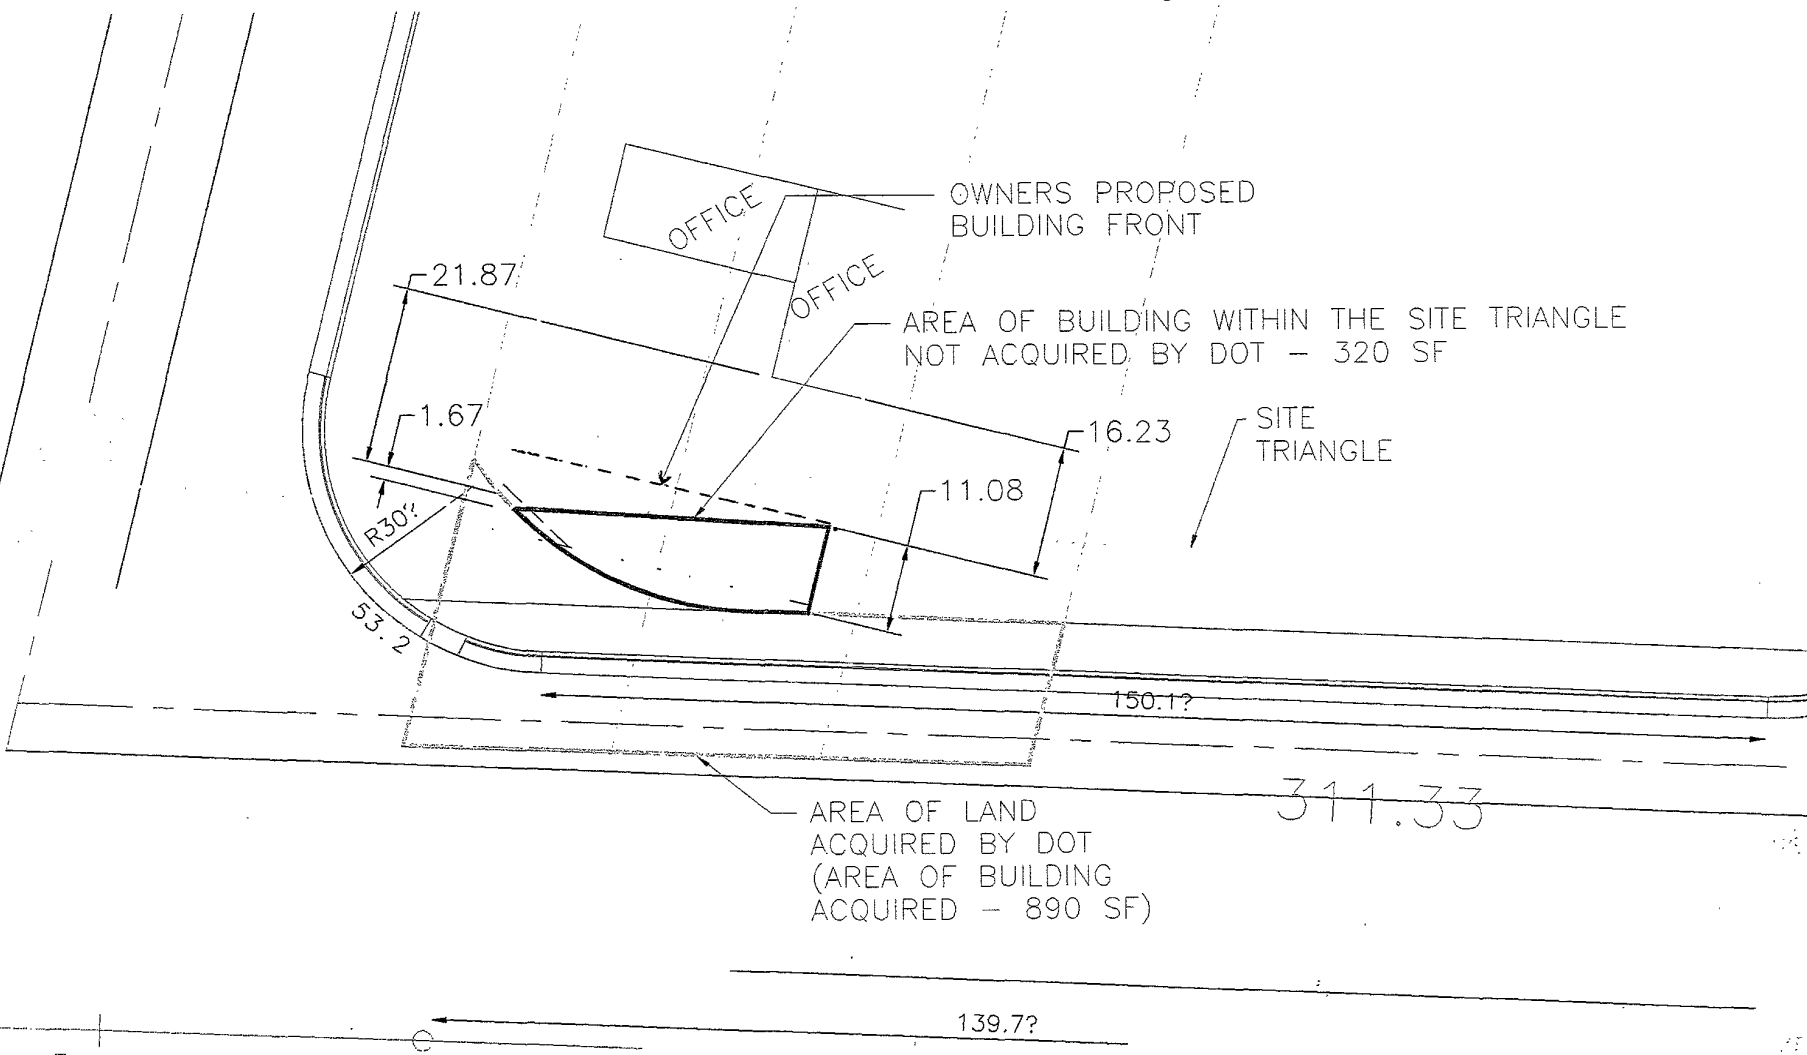 OFFICE
OWNERS PROPOSED
BUILDING FRONT
OFFICE
21.87
AREA OF BUILDING WITHIN THE SITE TRIANGLE
NOT ACQUIRED BY DOT – 320 SF
1.67
16.23
SITE
TRIANGLE
11.08
R30?
53.2
150.1?
311.33
AREA OF LAND
ACQUIRED BY DOT
(AREA OF BUILDING
ACQUIRED – 890 SF)
139.7?